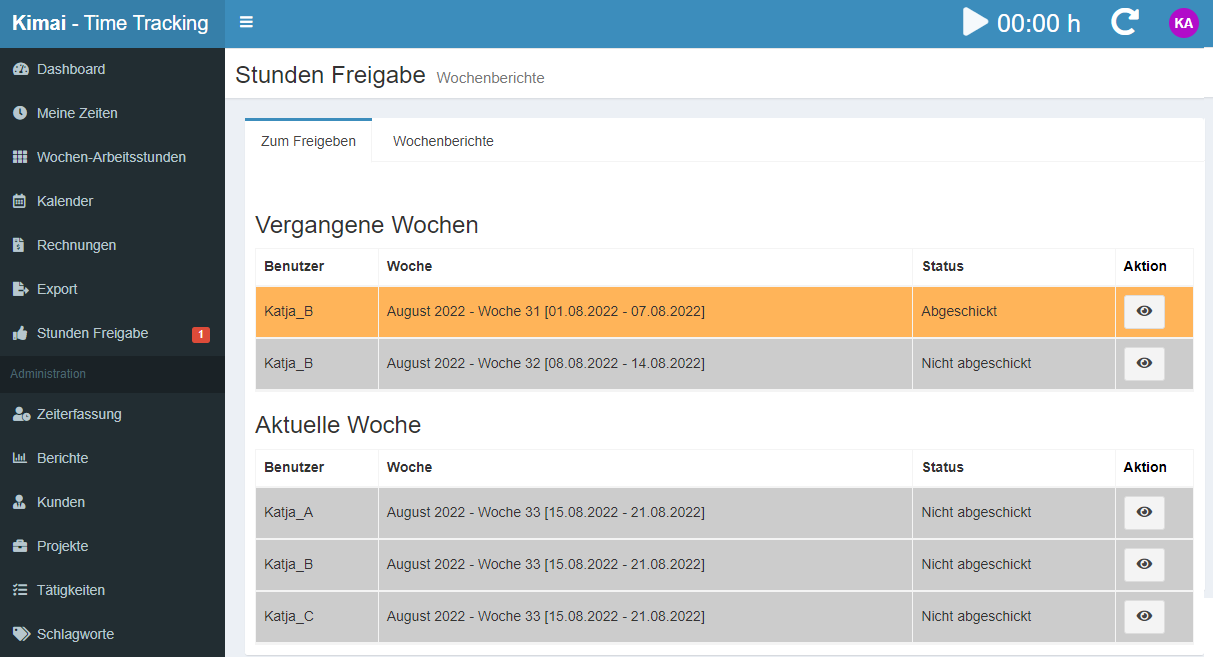 Kimai - Time Tracking
00:00 h
KA
Dashboard
Meine Zeiten
Wochen-Arbeitsstunden
Kalender
Rechnungen
Export
Stunden Freigabe 1
Administration
Zeiterfassung
Berichte
Kunden
Projekte
Tätigkeiten
Schlagworte
Stunden Freigabe Wochenberichte
Zum Freigeben Wochenberichte
Vergangene Wochen
Benutzer Woche Status Aktion
Katja_B August 2022 - Woche 31 [01.08.2022 - 07.08.2022] Abgeschickt
Katja_B August 2022 - Woche 32 [08.08.2022 - 14.08.2022] Nicht abgeschickt
Aktuelle Woche
Benutzer Woche Status Aktion
Katja_A August 2022 - Woche 33 [15.08.2022 - 21.08.2022] Nicht abgeschickt
Katja_B August 2022 - Woche 33 [15.08.2022 - 21.08.2022] Nicht abgeschickt
Katja_C August 2022 - Woche 33 [15.08.2022 - 21.08.2022] Nicht abgeschickt